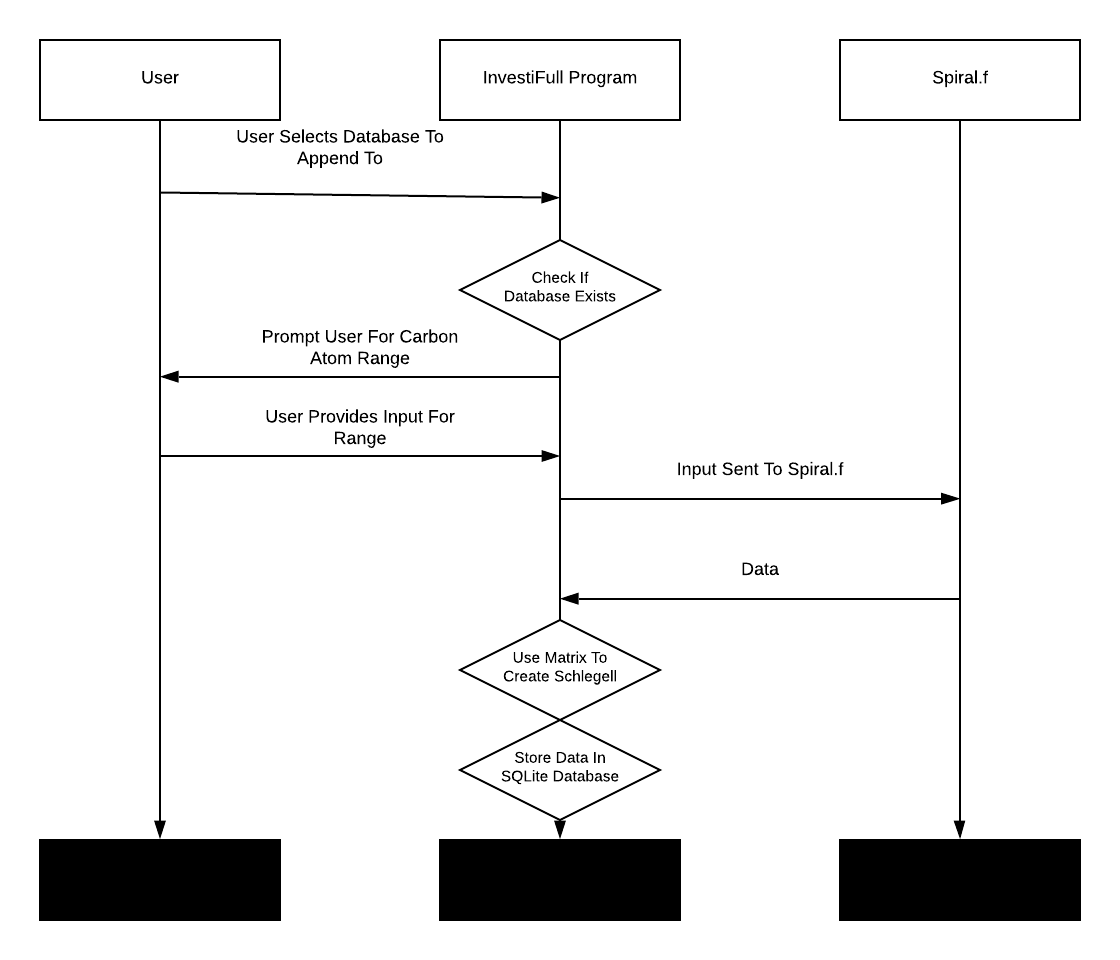 User
InvestiFull Program
Spiral.f
User Selects Database To
Append To
Check If
Database Exists
Prompt User For Carbon
Atom Range
User Provides Input For
Range
Input Sent To Spiral.f
Data
Use Matrix To
Create Schlegell
Store Data In
SQLite Database